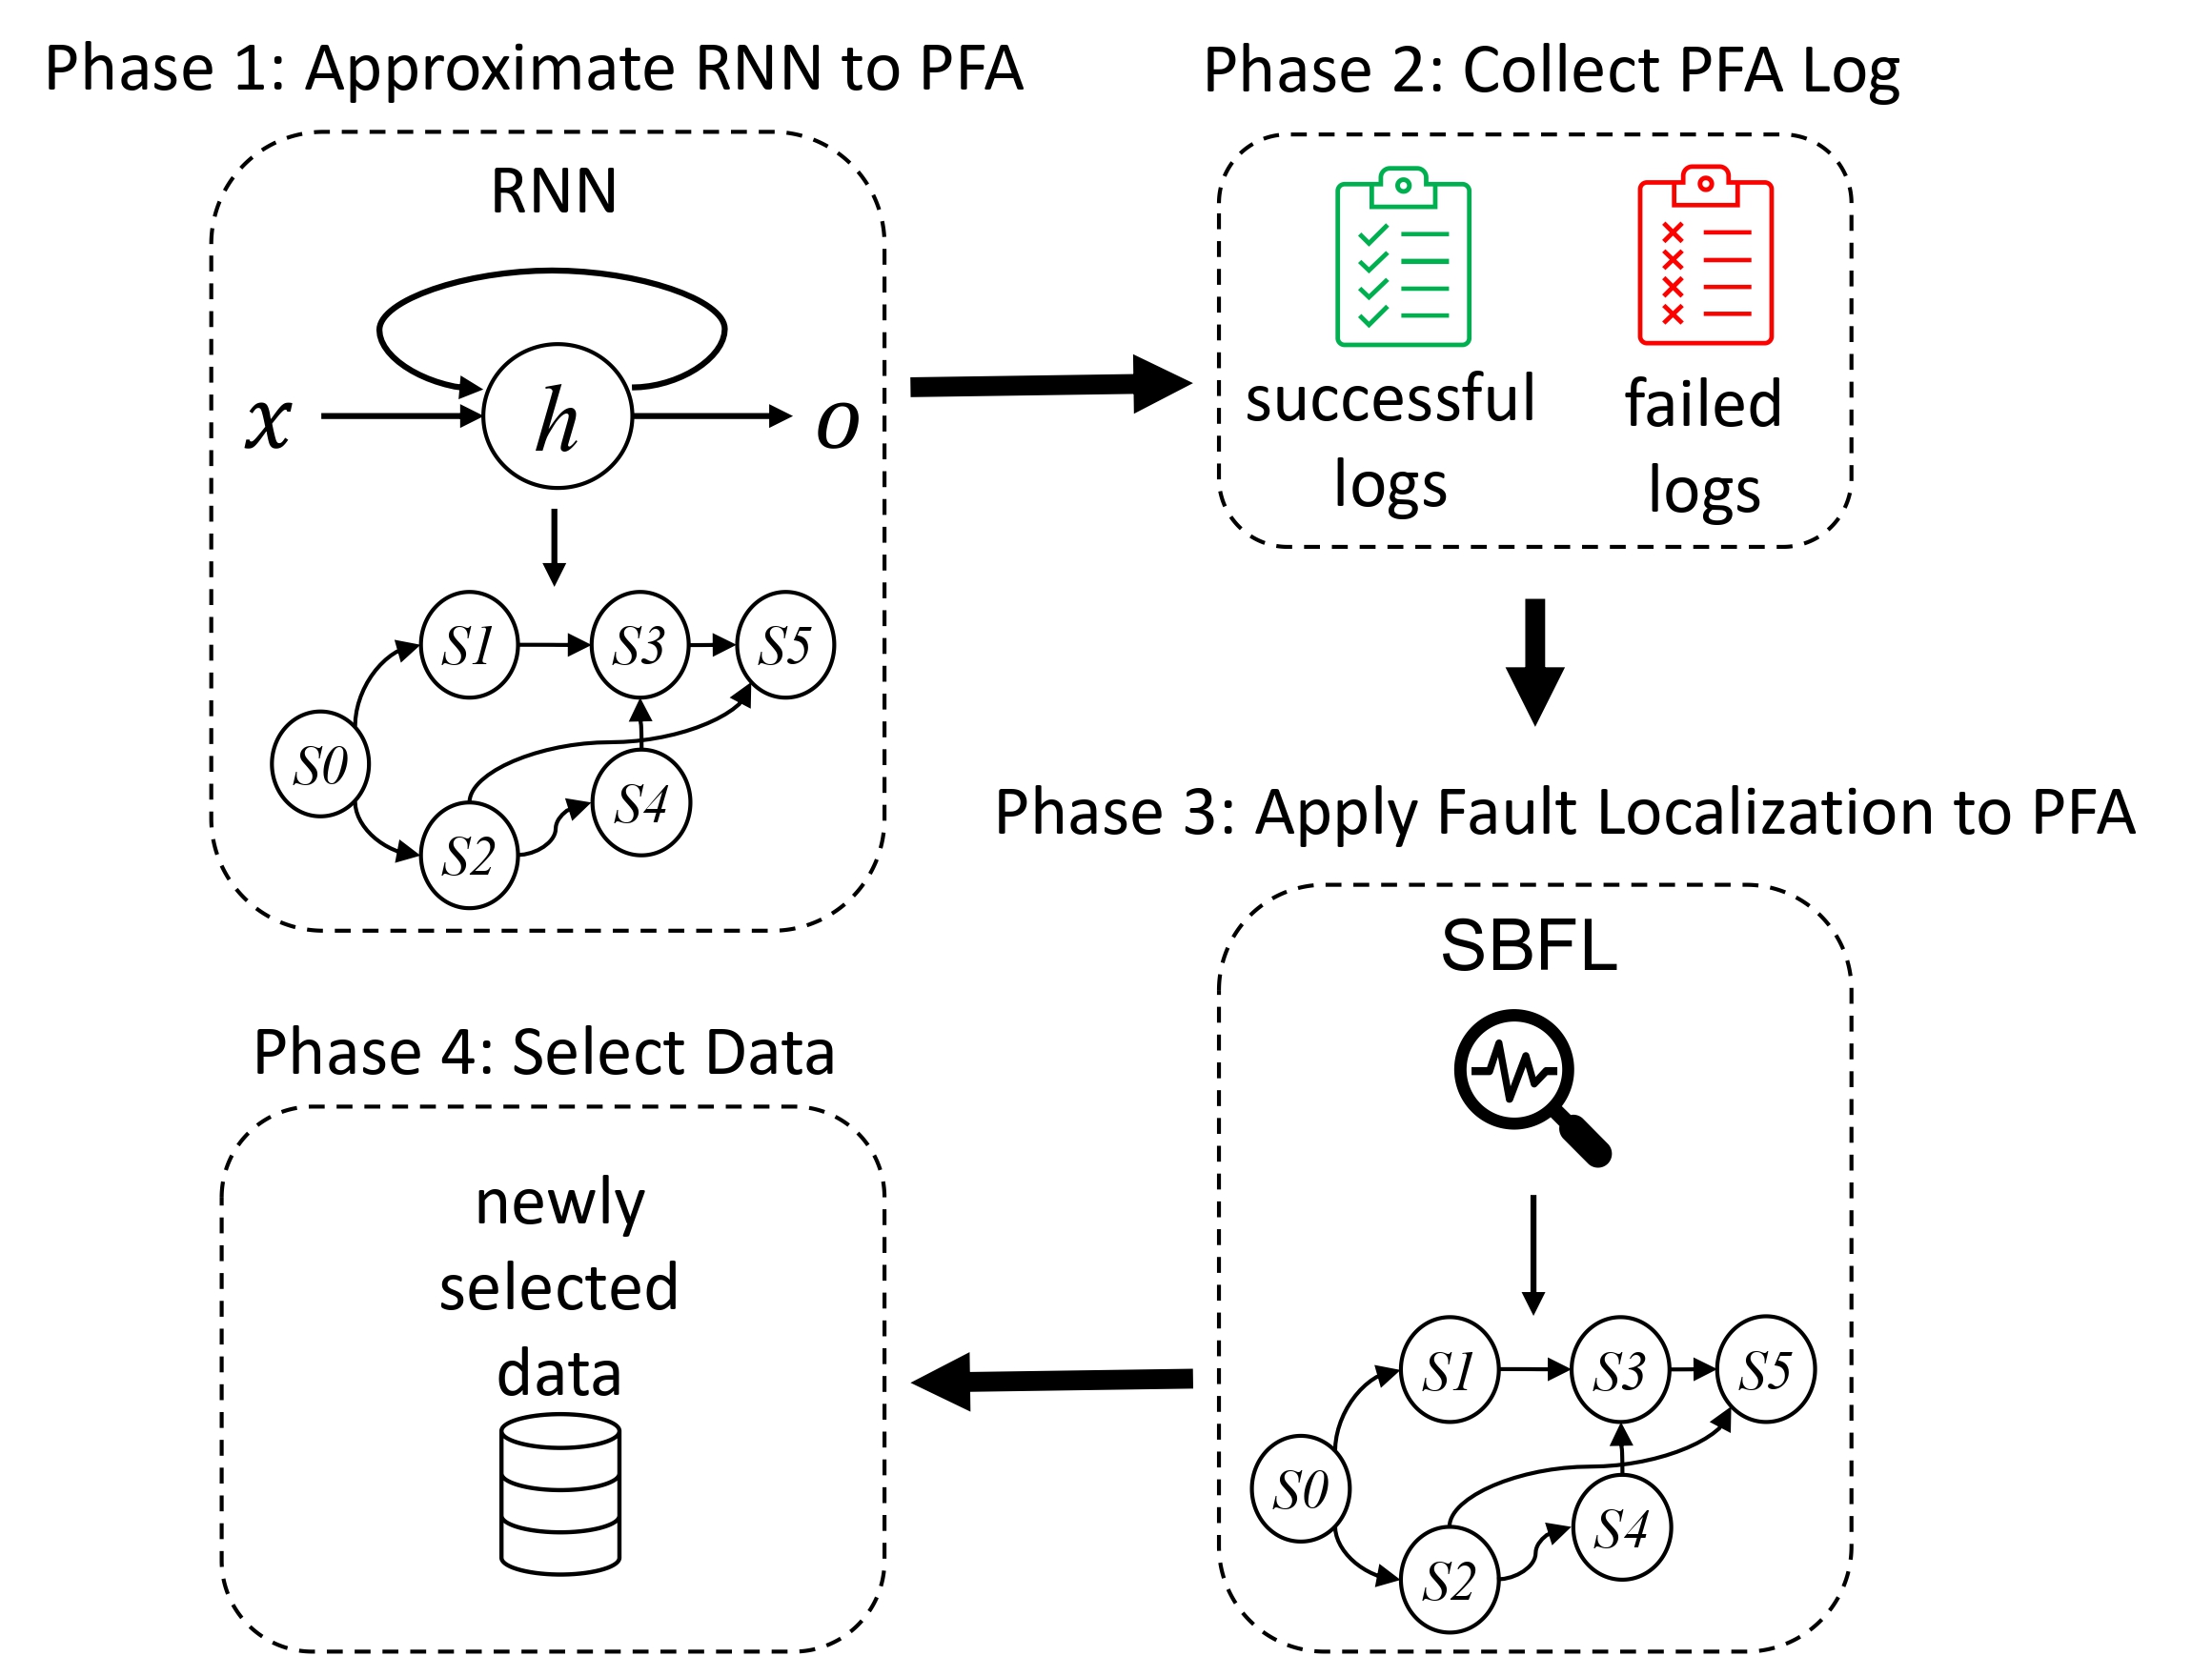 Phase 1: Approximate RNN to PFA
RNN
x
h
o
S1
S3
S5
S0
S4
S2
Phase 2: Collect PFA Log
successful
logs
failed
logs
Phase 3: Apply Fault Localization to PFA
SBFL
S1
S3
S5
S0
S4
S2
Phase 4: Select Data
newly
selected
data